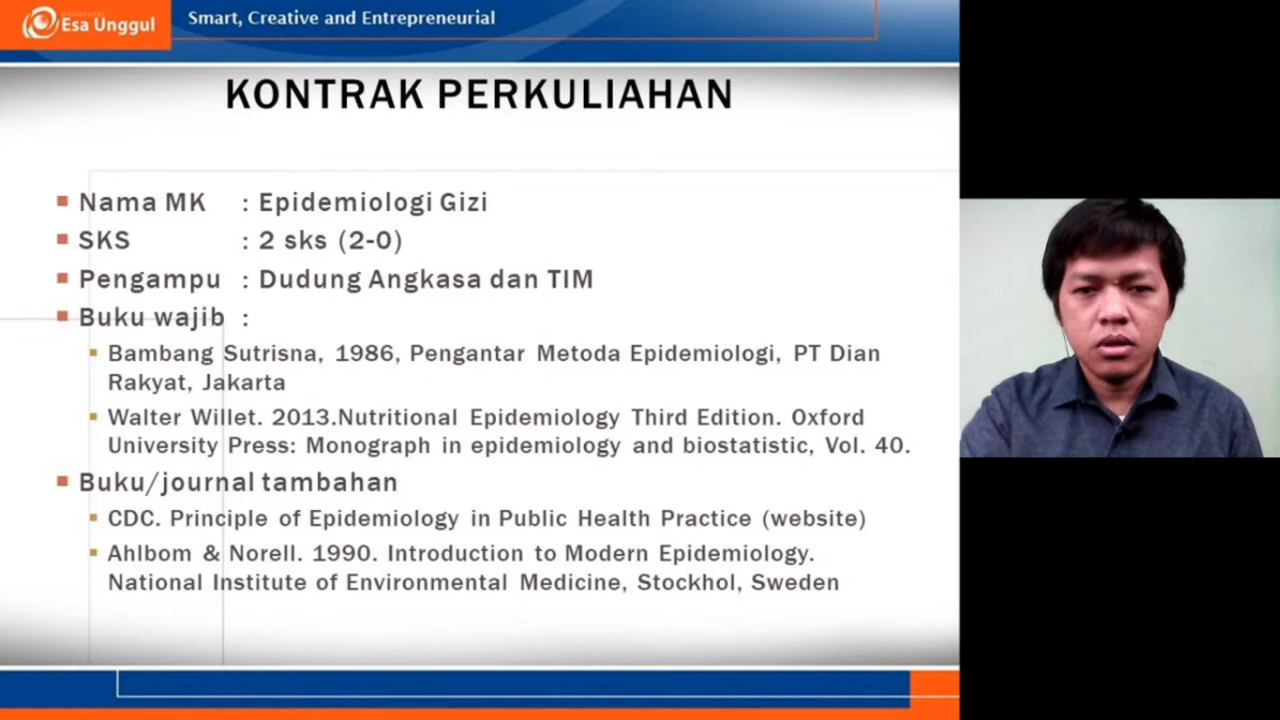 Universitas
Esa Unggul
Smart, Creative and Entrepreneurial
KONTRAK PERKULIAHAN
Nama MK : Epidemiologi Gizi
SKS : 2 sks (2-0)
Pengampu : Dudung Angkasa dan TIM
Buku wajib :
Bambang Sutrisna, 1986, Pengantar Metoda Epidemiologi, PT Dian
Rakyat, Jakarta
Walter Willet. 2013.Nutritional Epidemiology Third Edition. Oxford
University Press: Monograph in epidemiology and biostatistic, Vol. 40.
Buku/journal tambahan
CDC. Principle of Epidemiology in Public Health Practice (website)
Ahlbom & Norell. 1990. Introduction to Modern Epidemiology.
National Institute of Environmental Medicine, Stockhol, Sweden